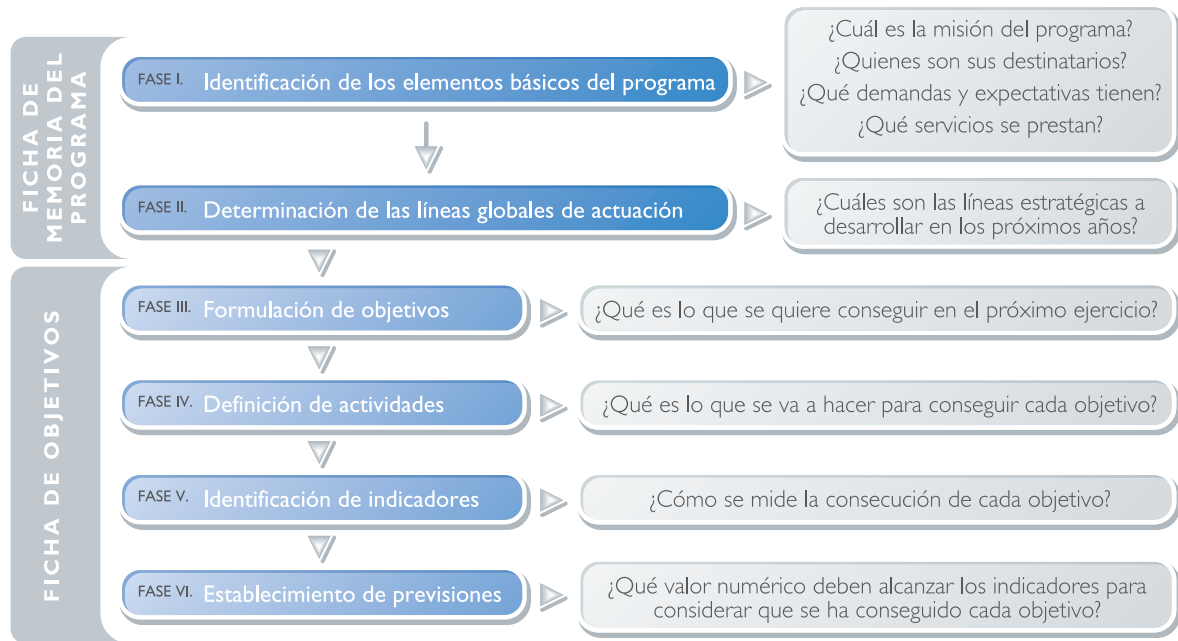 FICHA DE
MEMORIA DEL
PROGRAMA
FASE I. Identificación de los elementos básicos del programa
¿Cuál es la misión del programa?
¿Quienes son sus destinatarios?
¿Qué demandas y expectativas tienen?
¿Qué servicios se prestan?
FASE II. Determinación de las líneas globales de actuación
¿Cuáles son las líneas estratégicas a
desarrollar en los próximos años?
FICHA DE OBJETIVOS
FASE III. Formulación de objetivos
¿Qué es lo que se quiere conseguir en el próximo ejercicio?
FASE IV. Definición de actividades
¿Qué es lo que se va a hacer para conseguir cada objetivo?
FASE V. Identificación de indicadores
¿Cómo se mide la consecución de cada objetivo?
FASE VI. Establecimiento de previsiones
¿Qué valor numérico deben alcanzar los indicadores para
considerar que se ha conseguido cada objetivo?